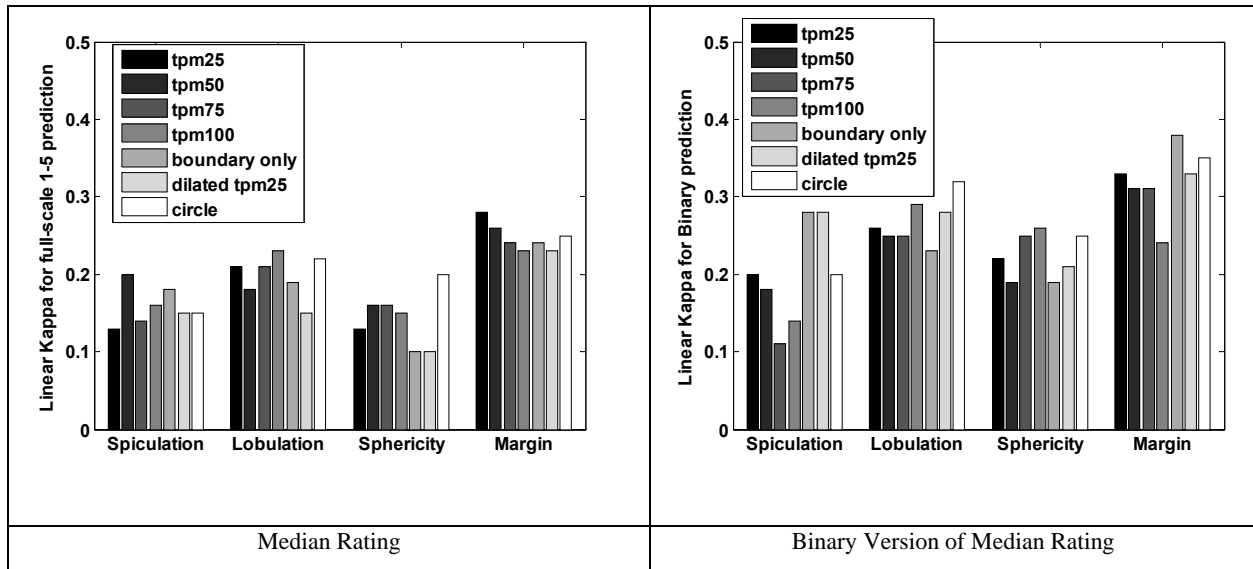 Linear Kappa for full-scale 1-5 prediction
0.5
0.4
0.3
0.2
0.1
0
tpm25
tpm50
tpm75
tpm100
boundary only
dilated tpm25
circle
Spiculation Lobulation Sphericity Margin
Median Rating
Linear Kappa for Binary prediction
0.5
0.4
0.3
0.2
0.1
0
tpm25
tpm50
tpm75
tpm100
boundary only
dilated tpm25
circle
Spiculation Lobulation Sphericity Margin
Binary Version of Median Rating